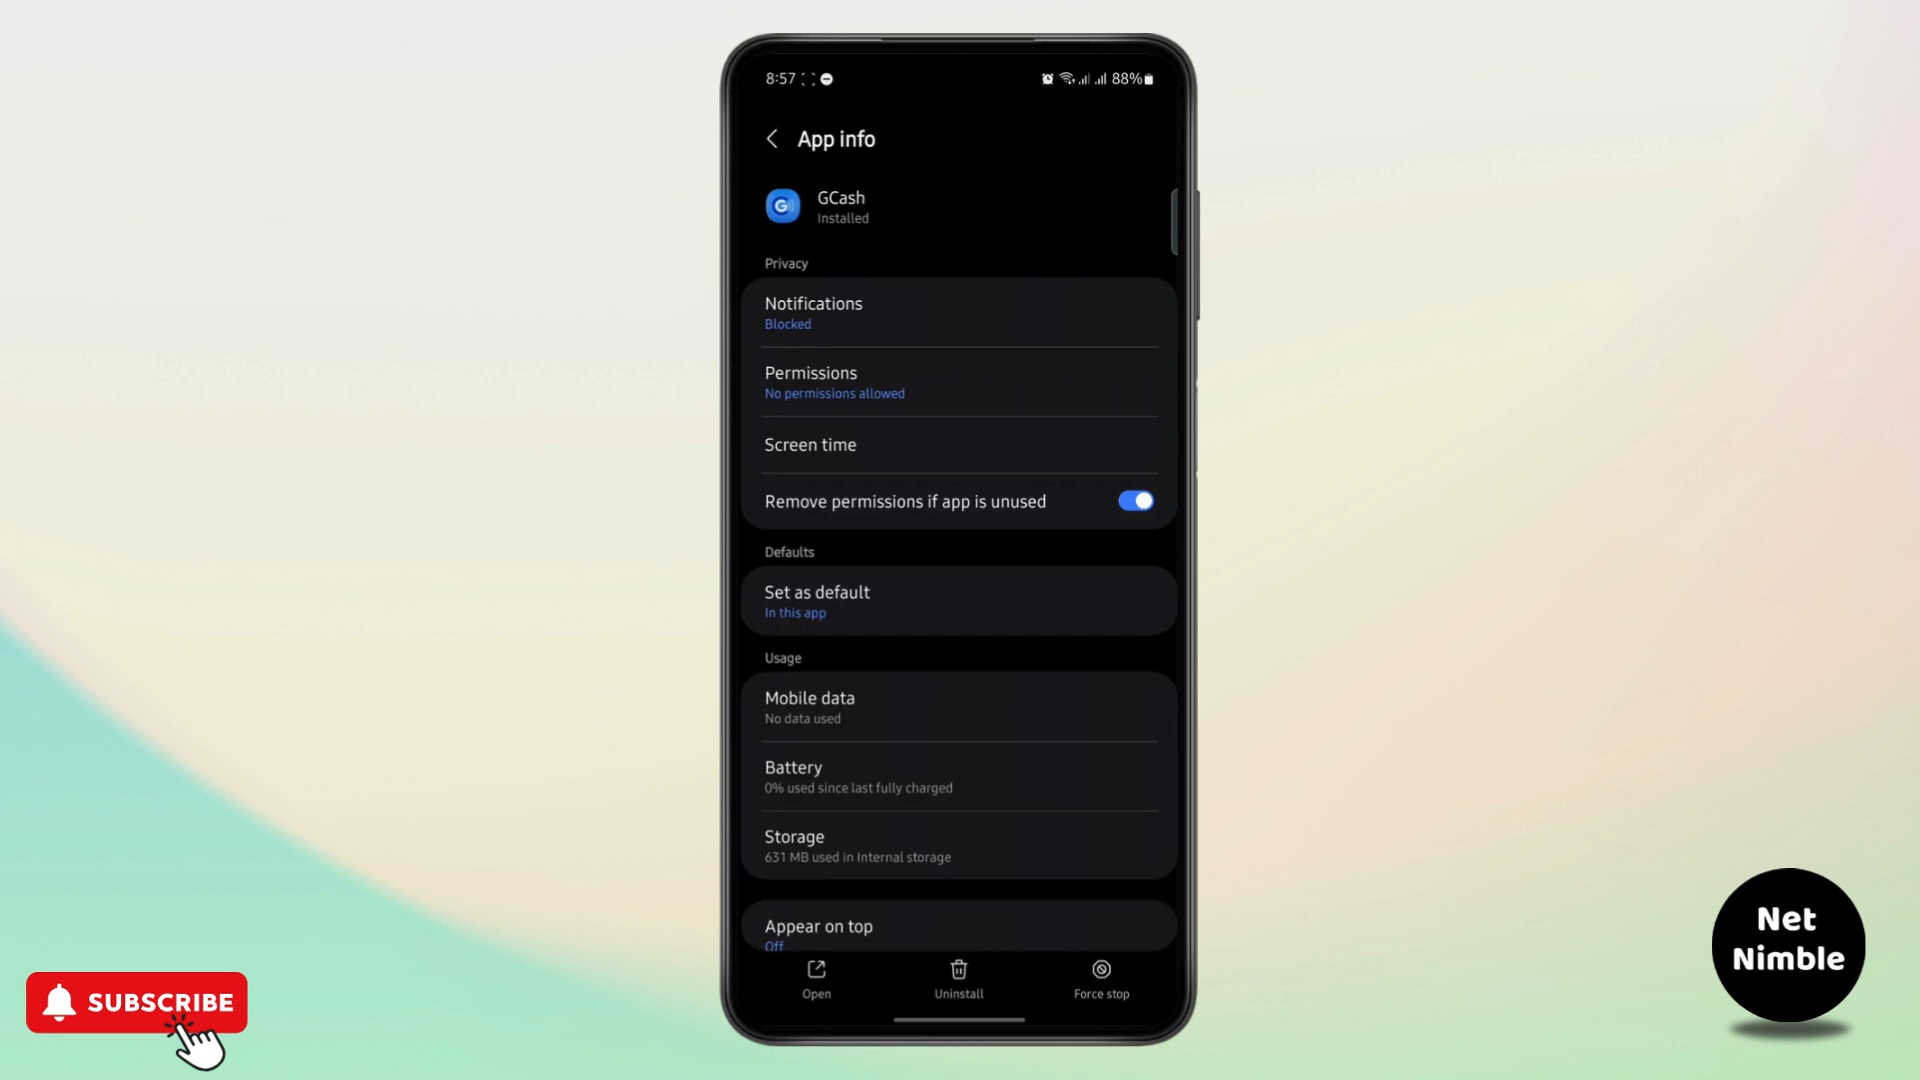 8:57
88%
App info
GCash
Installed
Privacy
Notifications
Blocked
Permissions
No permissions allowed
Screen time
Remove permissions if app is unused
Defaults
Set as default
In this app
Usage
Mobile data
No data used
Battery
0% used since last fully charged
Storage
631 MB used in Internal storage
Appear on top
Off
Open
Uninstall
Force stop
SUBSCRIBE
Net
Nimble